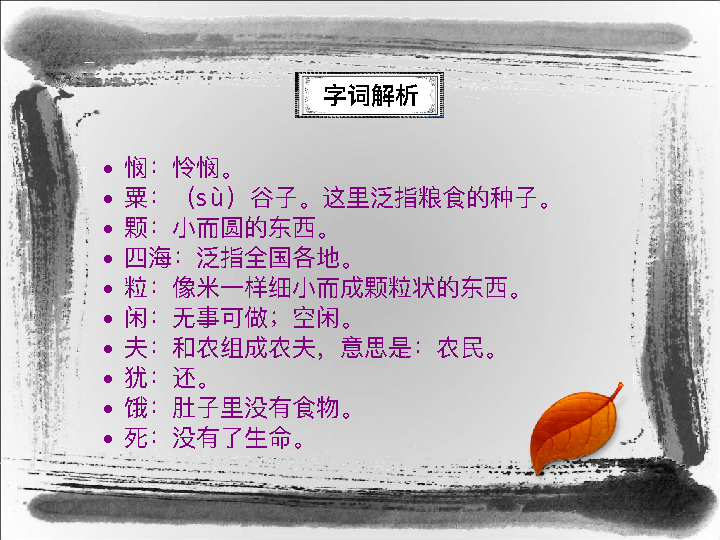 字词解析
• 悯：怜悯。
• 粟：（sù）谷子。这里泛指粮食的种子。
• 颗：小而圆的东西。
• 四海：泛指全国各地。
• 粒：像米一样细小而成颗粒状的东西。
• 闲：无事可做；空闲。
• 夫：和农组成农夫，意思是：农民。
• 犹：还。
• 饿：肚子里没有食物。
• 死：没有了生命。